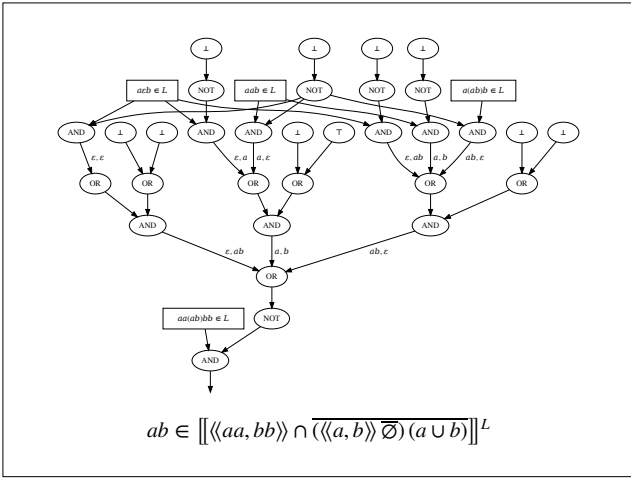 ⊥ ⊥ ⊥ ⊥
aεb ∈ L NOT aab ∈ L NOT NOT NOT a(ab)b ∈ L
AND ⊥ ⊥ AND AND ⊥ ⊤ AND AND AND ⊥ ⊥
ε, ε ε, a a, ε ε, ab a, b ab, ε
OR OR OR OR OR OR
AND AND AND
ε, ab a, b ab, ε
OR
aa(ab)bb ∈ L NOT
AND
ab ∈ ⟦⟪aa, bb⟫ ∩ \overline{(⟪a, b⟫ \overline{∅}) (a ∪ b)}⟧^L